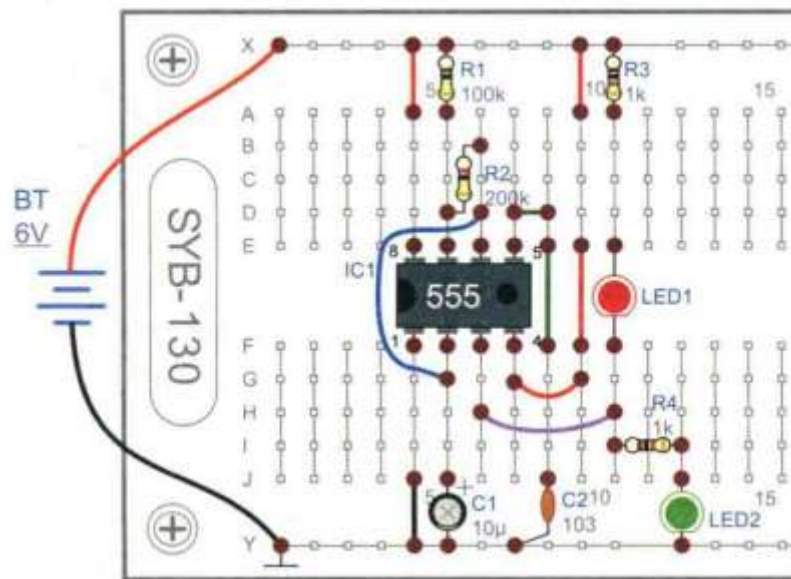 X
R1
R3
5
100k
10
1k
15
A
B
C
R2
BT
D
200k
6V
E
8
5
IC1
555
LED1
SYB-130
F
1
4
G
H
R4
I
1k
J
+
5
C1
C2
10
15
10µ
103
LED2
Y